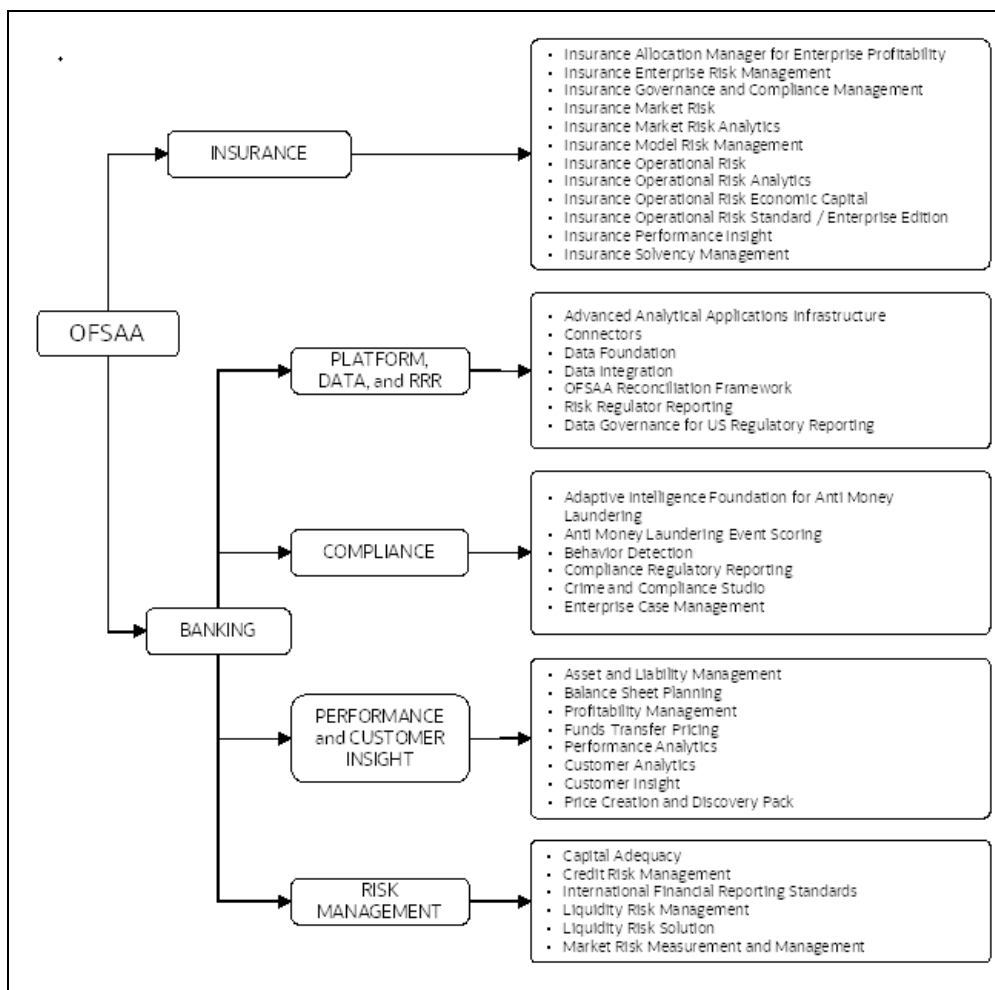 INSURANCE
• Insurance Allocation Manager for Enterprise Profitability
• Insurance Enterprise Risk Management
• Insurance Governance and Compliance Management
• Insurance Market Risk
• Insurance Market Risk Analytics
• Insurance Model Risk Management
• Insurance Operational Risk
• Insurance Operational Risk Analytics
• Insurance Operational Risk Economic Capital
• Insurance Operational Risk Standard / Enterprise Edition
• Insurance Performance Insight
• Insurance Solvency Management
OFSAA
PLATFORM,
DATA, and RRR
• Advanced Analytical Applications Infrastructure
• Connectors
• Data Foundation
• Data Integration
• OFSAA Reconciliation Framework
• Risk Regulator Reporting
• Data Governance for US Regulatory Reporting
COMPLIANCE
• Adaptive Intelligence Foundation for Anti Money
Laundering
• Anti Money Laundering Event Scoring
• Behavior Detection
• Compliance Regulatory Reporting
• Crime and Compliance Studio
• Enterprise Case Management
BANKING
PERFORMANCE
and CUSTOMER
INSIGHT
• Asset and Liability Management
• Balance Sheet Planning
• Profitability Management
• Funds Transfer Pricing
• Performance Analytics
• Customer Analytics
• Customer Insight
• Price Creation and Discovery Pack
RISK
MANAGEMENT
• Capital Adequacy
• Credit Risk Management
• International Financial Reporting Standards
• Liquidity Risk Management
• Liquidity Risk Solution
• Market Risk Measurement and Management